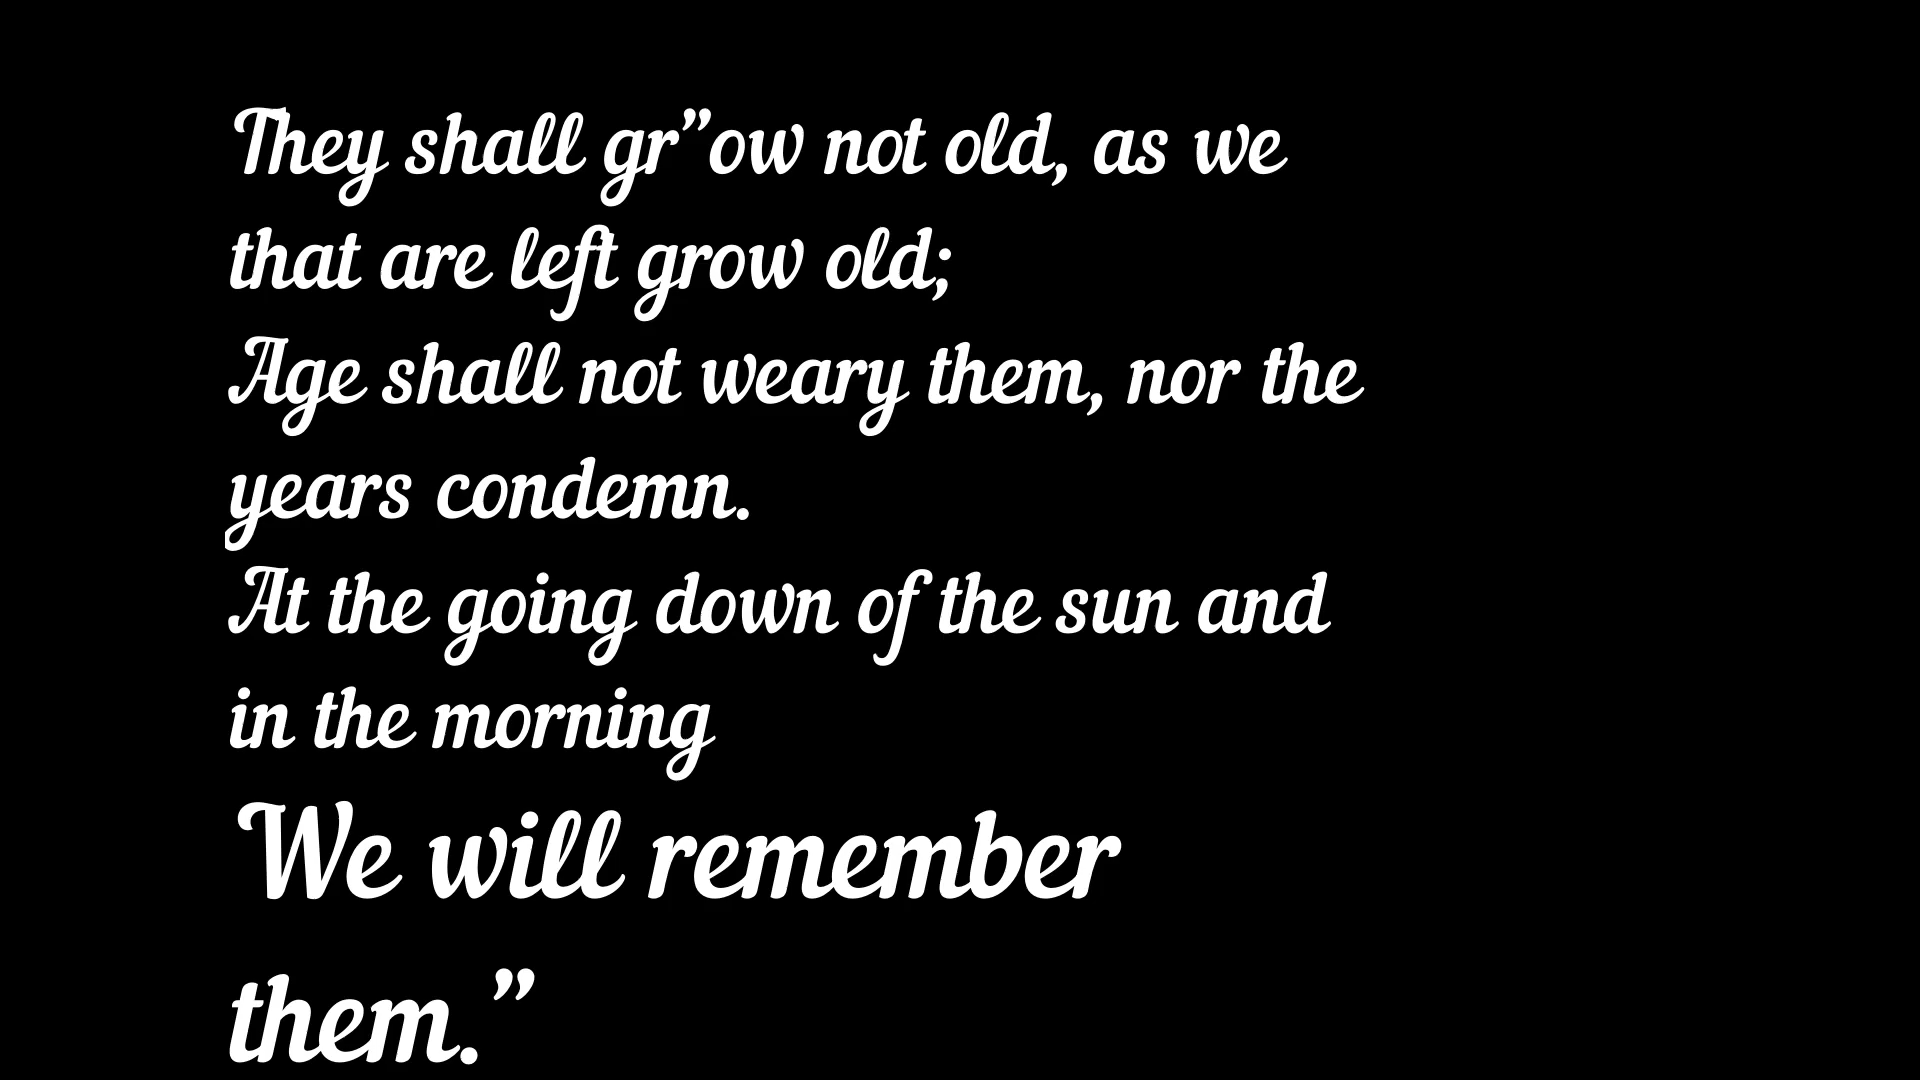 They shall gr”ow not old, as we
that are left grow old;
Age shall not weary them, nor the
years condemn.
At the going down of the sun and
in the morning
We will remember
them.”